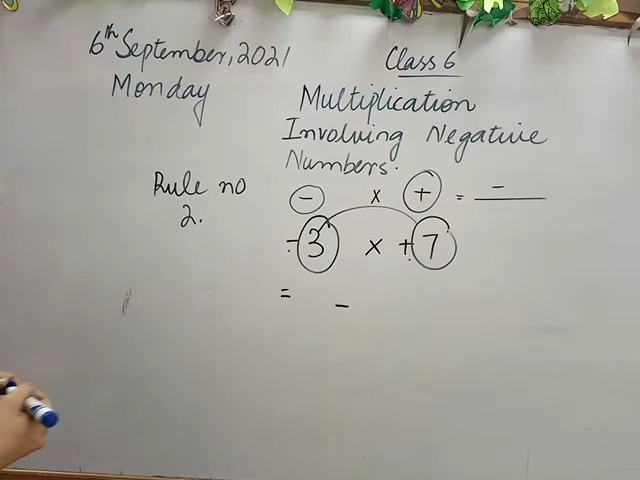 6th September, 2021
Monday
Class 6
Multiplication
Involving Negative
Numbers.
Rule no
2.
- x + = -
-3 x +7
= -